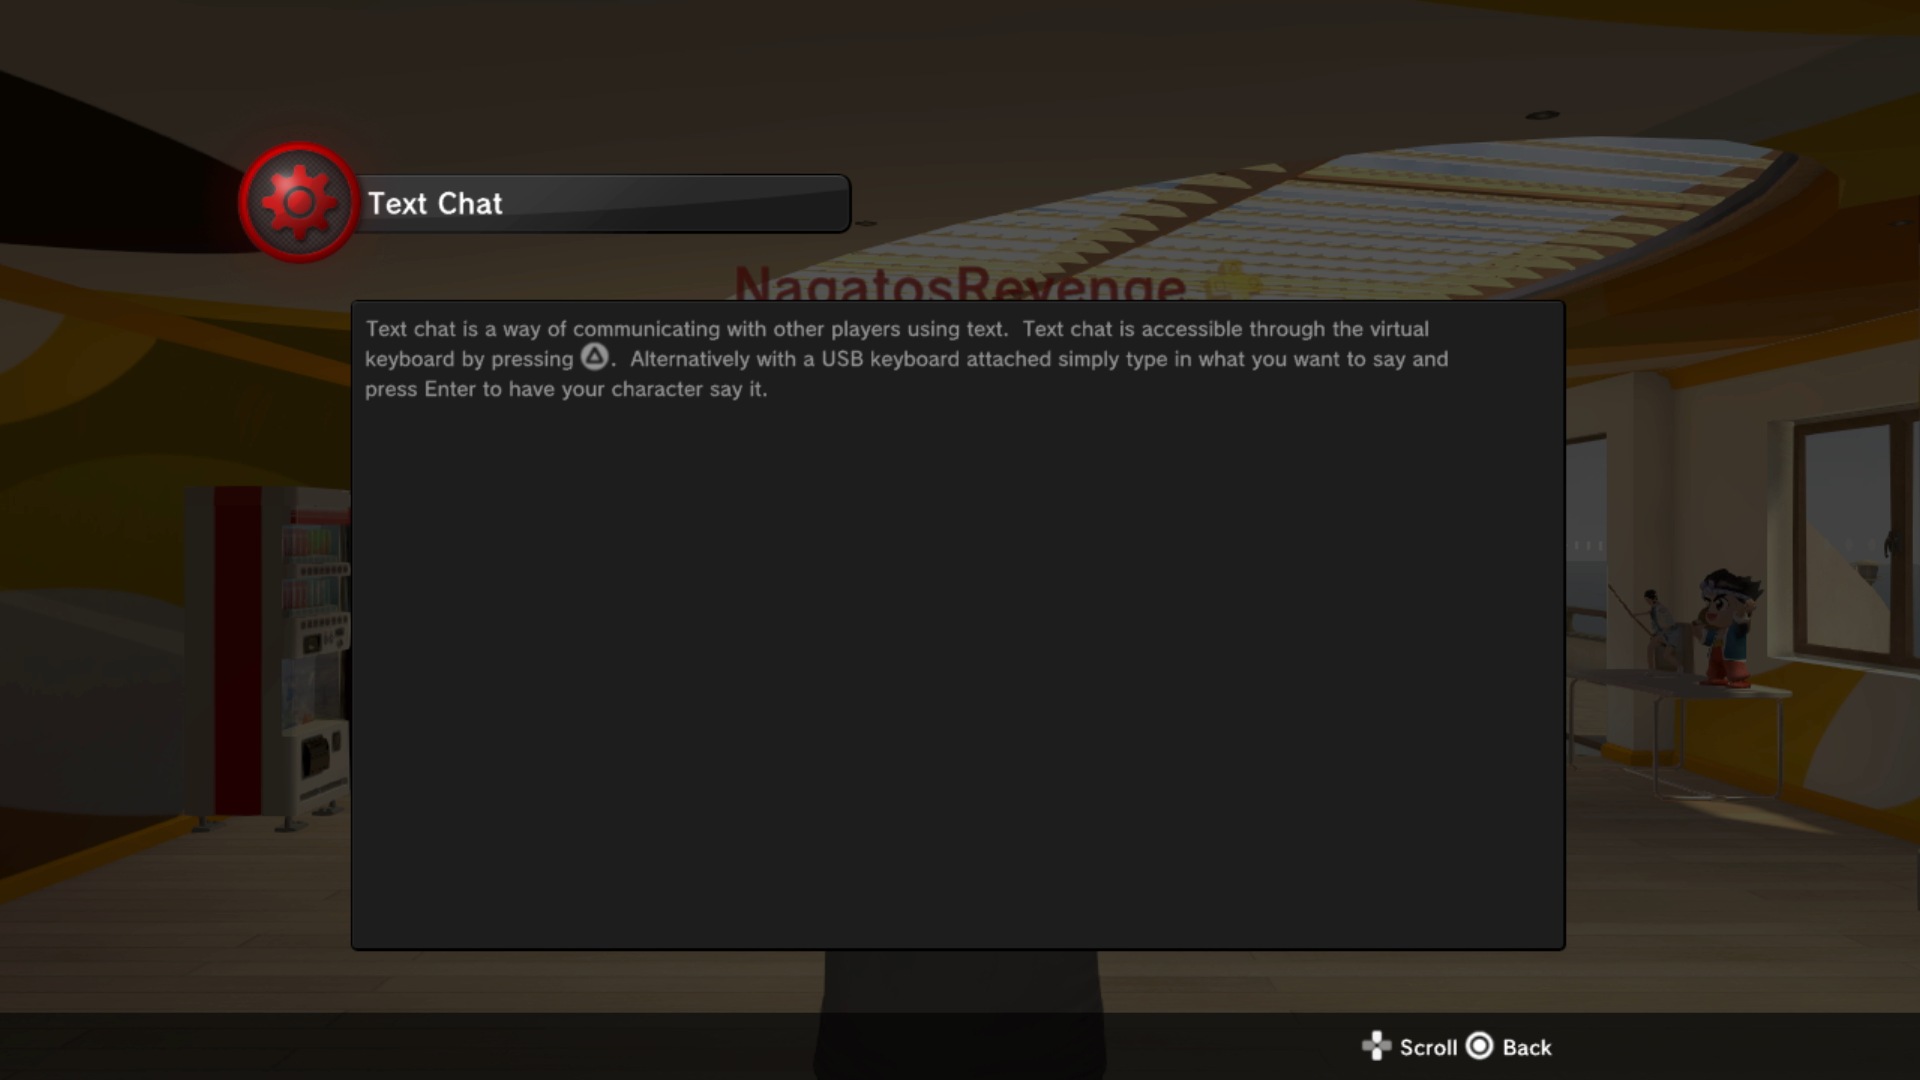 Text Chat
NagatosRevenge
Text chat is a way of communicating with other players using text.  Text chat is accessible through the virtual
keyboard by pressing .  Alternatively with a USB keyboard attached simply type in what you want to say and
press Enter to have your character say it.
Scroll Back